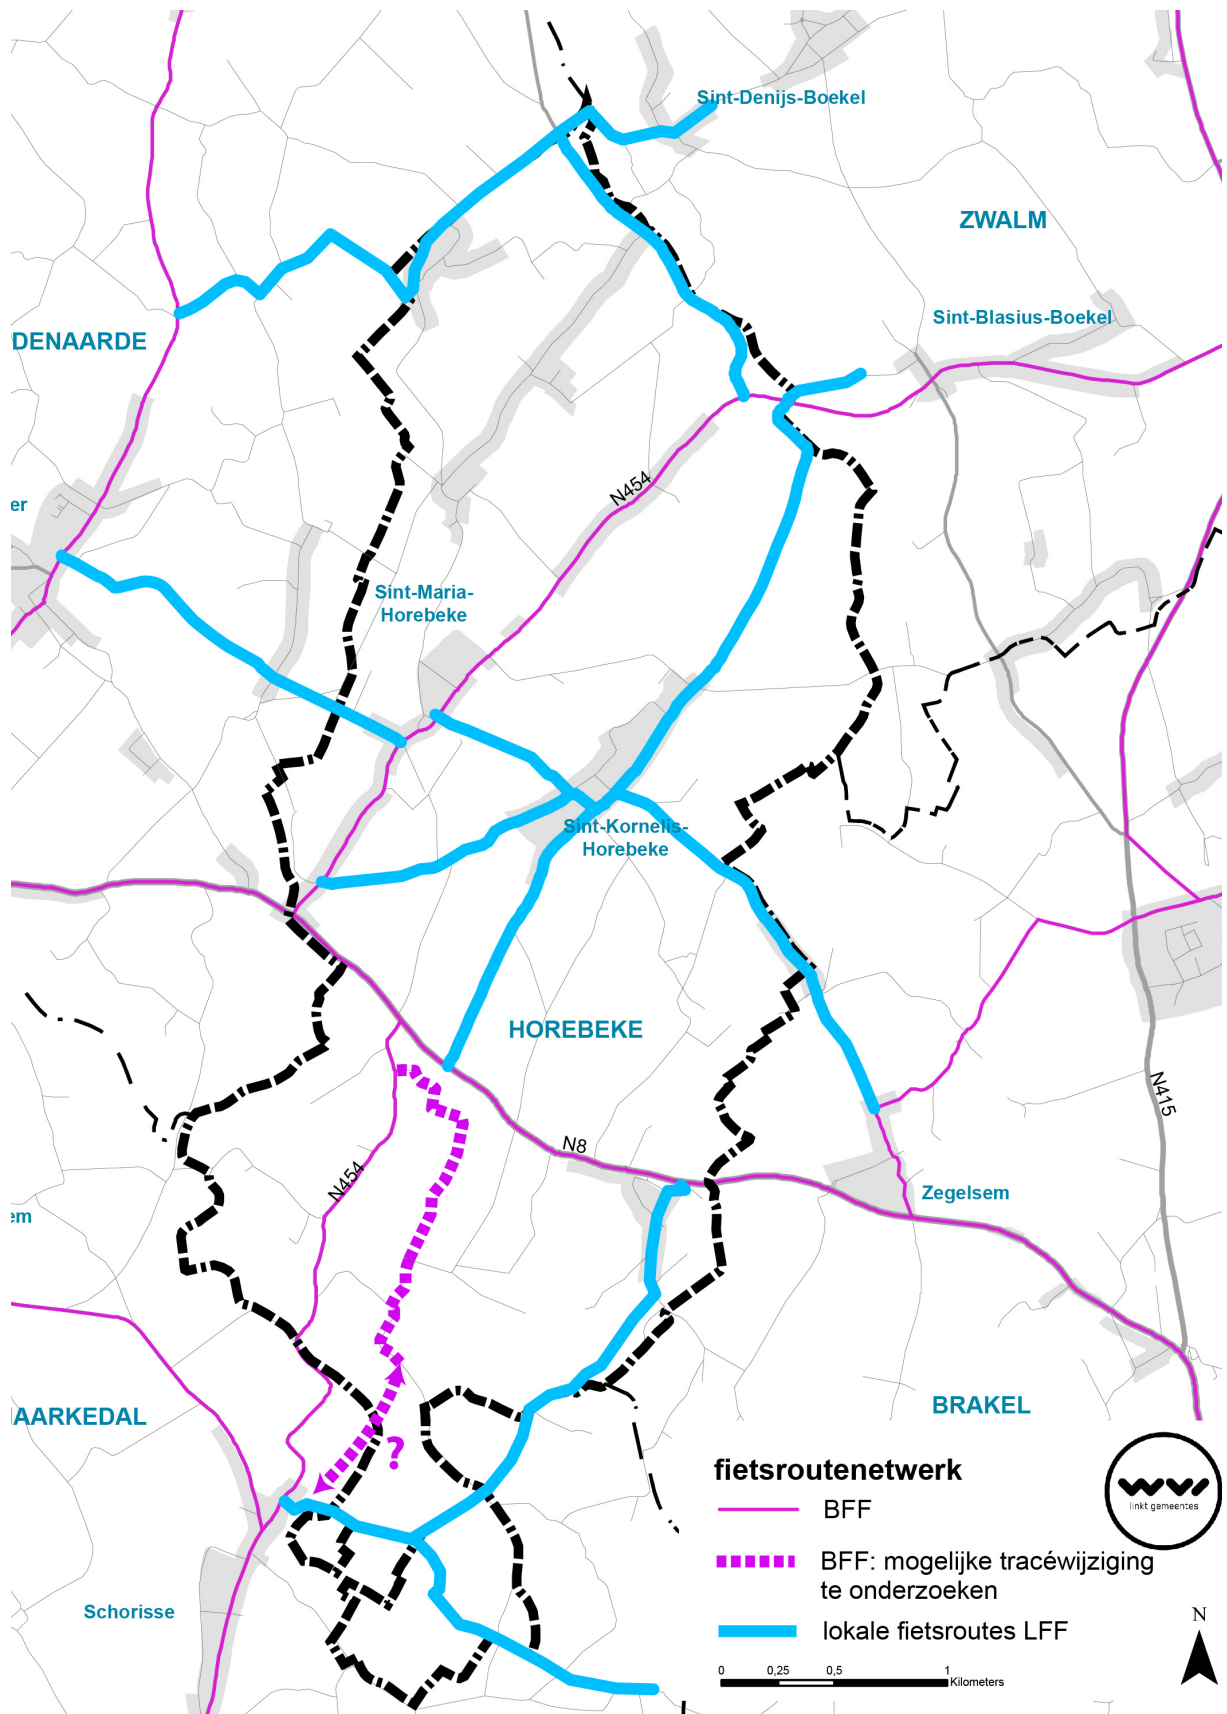 Sint-Denijs-Boekel
ZWALM
Sint-Blasius-Boekel
DENAARDE
N454
er
Sint-Maria-
Horebeke
Sint-Kornelis-
Horebeke
HOREBEKE
N415
N8
N454
Zegelsem
em
AARKEDAL
BRAKEL
?
fietsroutenetwerk
linkt gemeentes
BFF
BFF: mogelijke tracéwijziging
te onderzoeken
Schorisse
lokale fietsroutes LFF
N
0 0,25 0,5 1
Kilometers